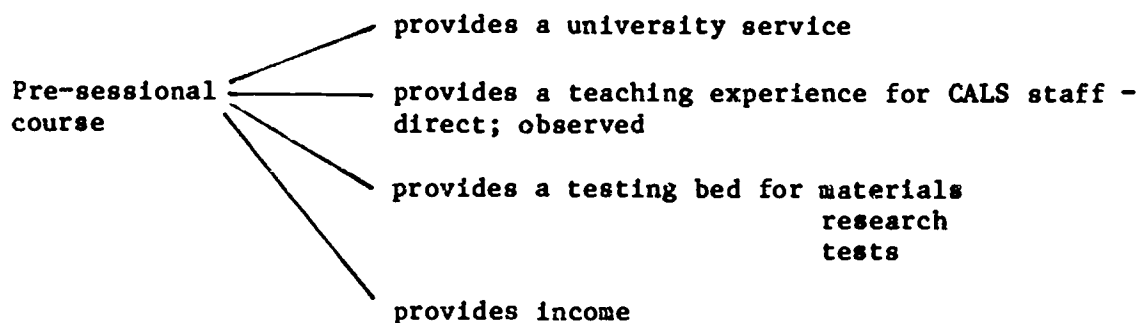 provides a university service
Pre-sessional
course
provides a teaching experience for CALS staff -
direct; observed
provides a testing bed for materials
research
tests
provides income